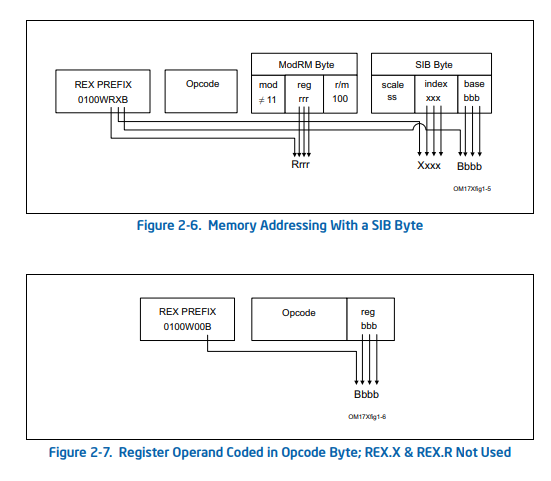 ModRM Byte
SIB Byte
REX PREFIX
0100WRXB
Opcode
mod
≠ 11
reg
rrr
r/m
100
scale
ss
index
xxx
base
bbb
Rrrr
Xxxx
Bbbb
OM17Xfig1-5
Figure 2-6. Memory Addressing With a SIB Byte
REX PREFIX
0100W00B
Opcode
reg
bbb
Bbbb
OM17Xfig1-6
Figure 2-7. Register Operand Coded in Opcode Byte; REX.X & REX.R Not Used